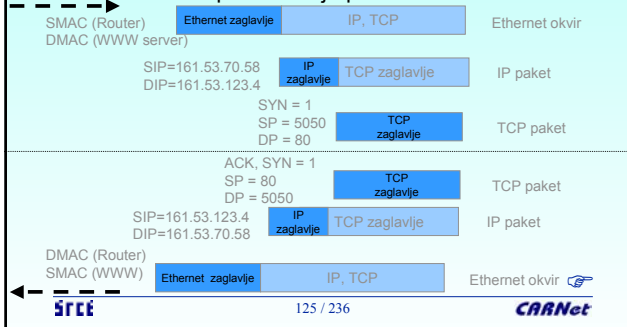 SMAC (Router)
DMAC (WWW server)
Ethernet zaglavlje
IP, TCP
Ethernet okvir
SIP=161.53.70.58
DIP=161.53.123.4
IP
zaglavlje
TCP zaglavlje
IP paket
SYN = 1
SP = 5050
DP = 80
TCP
zaglavlje
TCP paket
ACK, SYN = 1
SP = 80
DP = 5050
TCP
zaglavlje
TCP paket
SIP=161.53.123.4
DIP=161.53.70.58
IP
zaglavlje
TCP zaglavlje
IP paket
DMAC (Router)
SMAC (WWW)
Ethernet zaglavlje
IP, TCP
Ethernet okvir
srce
125 / 236
CARNet